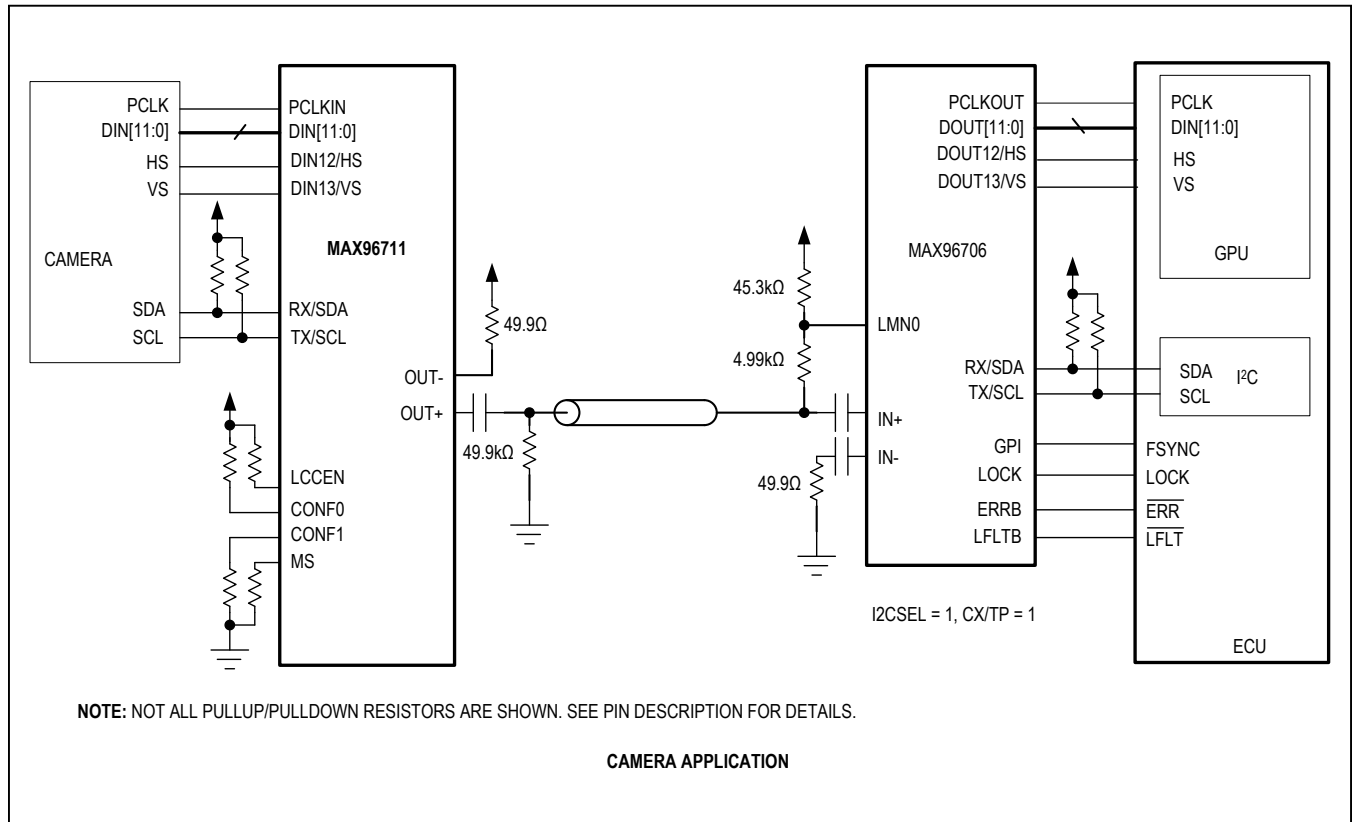 PCLK
DIN[11:0]
HS
VS
CAMERA
SDA
SCL
PCLKIN
DIN[11:0]
DIN12/HS
DIN13/VS
MAX96711
RX/SDA
TX/SCL
OUT-
OUT+
LCCEN
CONF0
CONF1
MS
49.9Ω
49.9kΩ
45.3kΩ
4.99kΩ
49.9Ω
PCLKOUT
DOUT[11:0]
DOUT12/HS
DOUT13/VS
MAX96706
LMN0
RX/SDA
TX/SCL
IN+
IN-
GPI
LOCK
ERRB
LFLTB
I2CSEL = 1, CX/TP = 1
PCLK
DIN[11:0]
HS
VS
GPU
SDA
I²C
SCL
FSYNC
LOCK
ERR
LFLT
ECU
NOTE: NOT ALL PULLUP/PULLDOWN RESISTORS ARE SHOWN. SEE PIN DESCRIPTION FOR DETAILS.
CAMERA APPLICATION